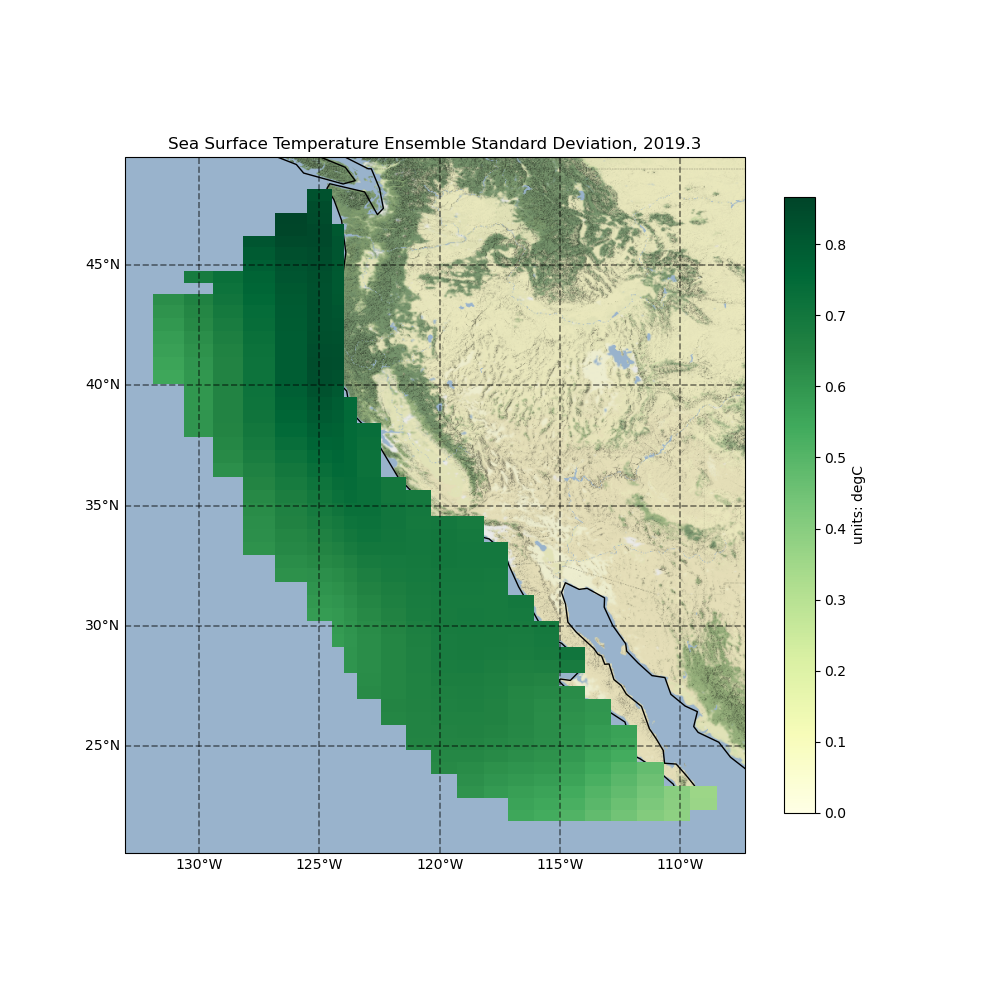 Sea Surface Temperature Ensemble Standard Deviation, 2019.3
45°N
40°N
35°N
30°N
25°N
130°W
125°W
120°W
115°W
110°W
0.8
0.7
0.6
0.5
0.4
0.3
0.2
0.1
0.0
units: degC